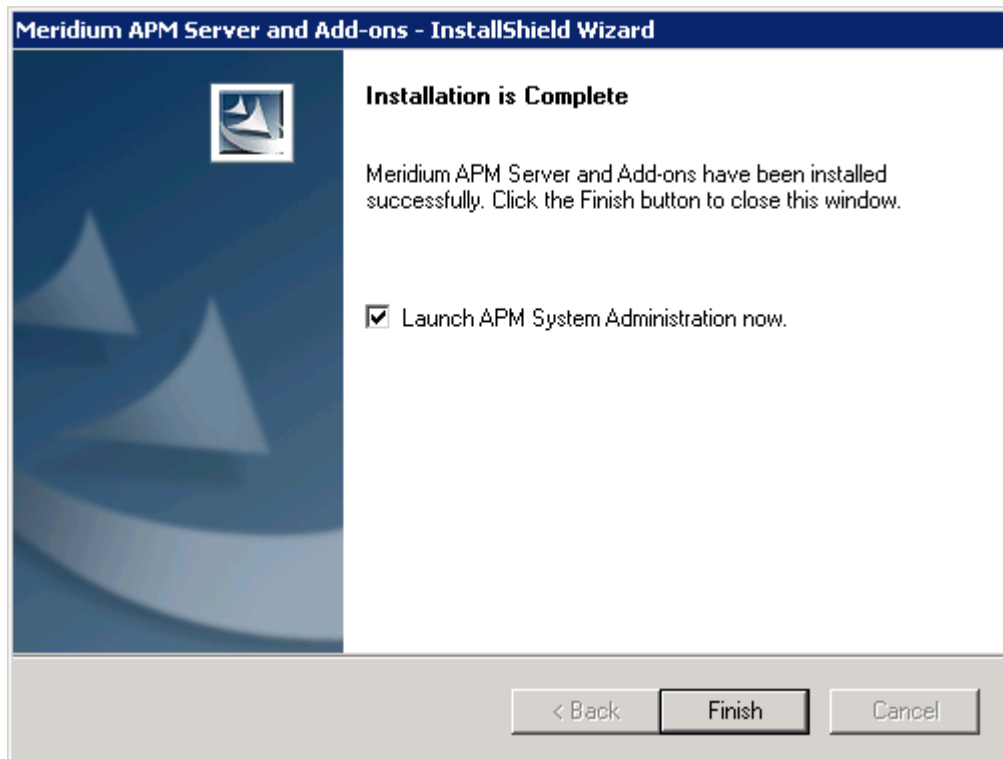 Meridium APM Server and Add-ons - InstallShield Wizard
Installation is Complete
Meridium APM Server and Add-ons have been installed
successfully. Click the Finish button to close this window.
Launch APM System Administration now.
< Back
Finish
Cancel